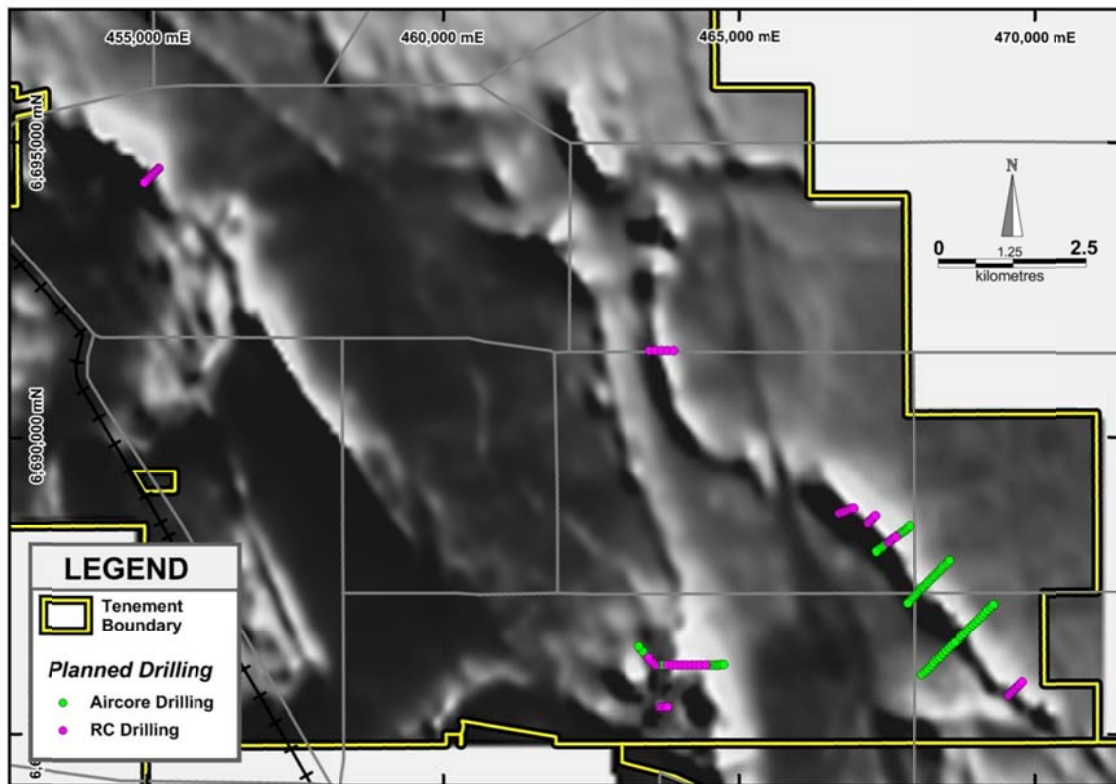 455,000 mE 460,000 mE 465,000 mE 470,000 mE
6,695,000 mN
N
0 1.25 2.5
kilometres
6,690,000 mN
LEGEND
Tenement
Boundary
Planned Drilling
Aircore Drilling
RC Drilling